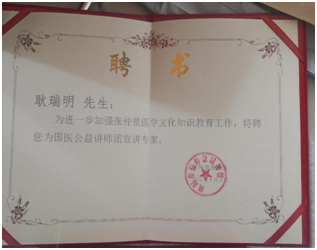 聘书
耿瑞明 先生：
为进一步加强张仲景医学文化知识教育工作，特聘
您为国医公益讲师团宣讲专家。